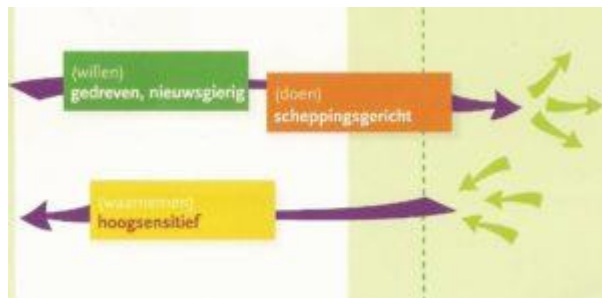 (willen)
gedreven, nieuwsgierig
(doen)
scheppingsgericht
(waarnemen)
hoogsensitief